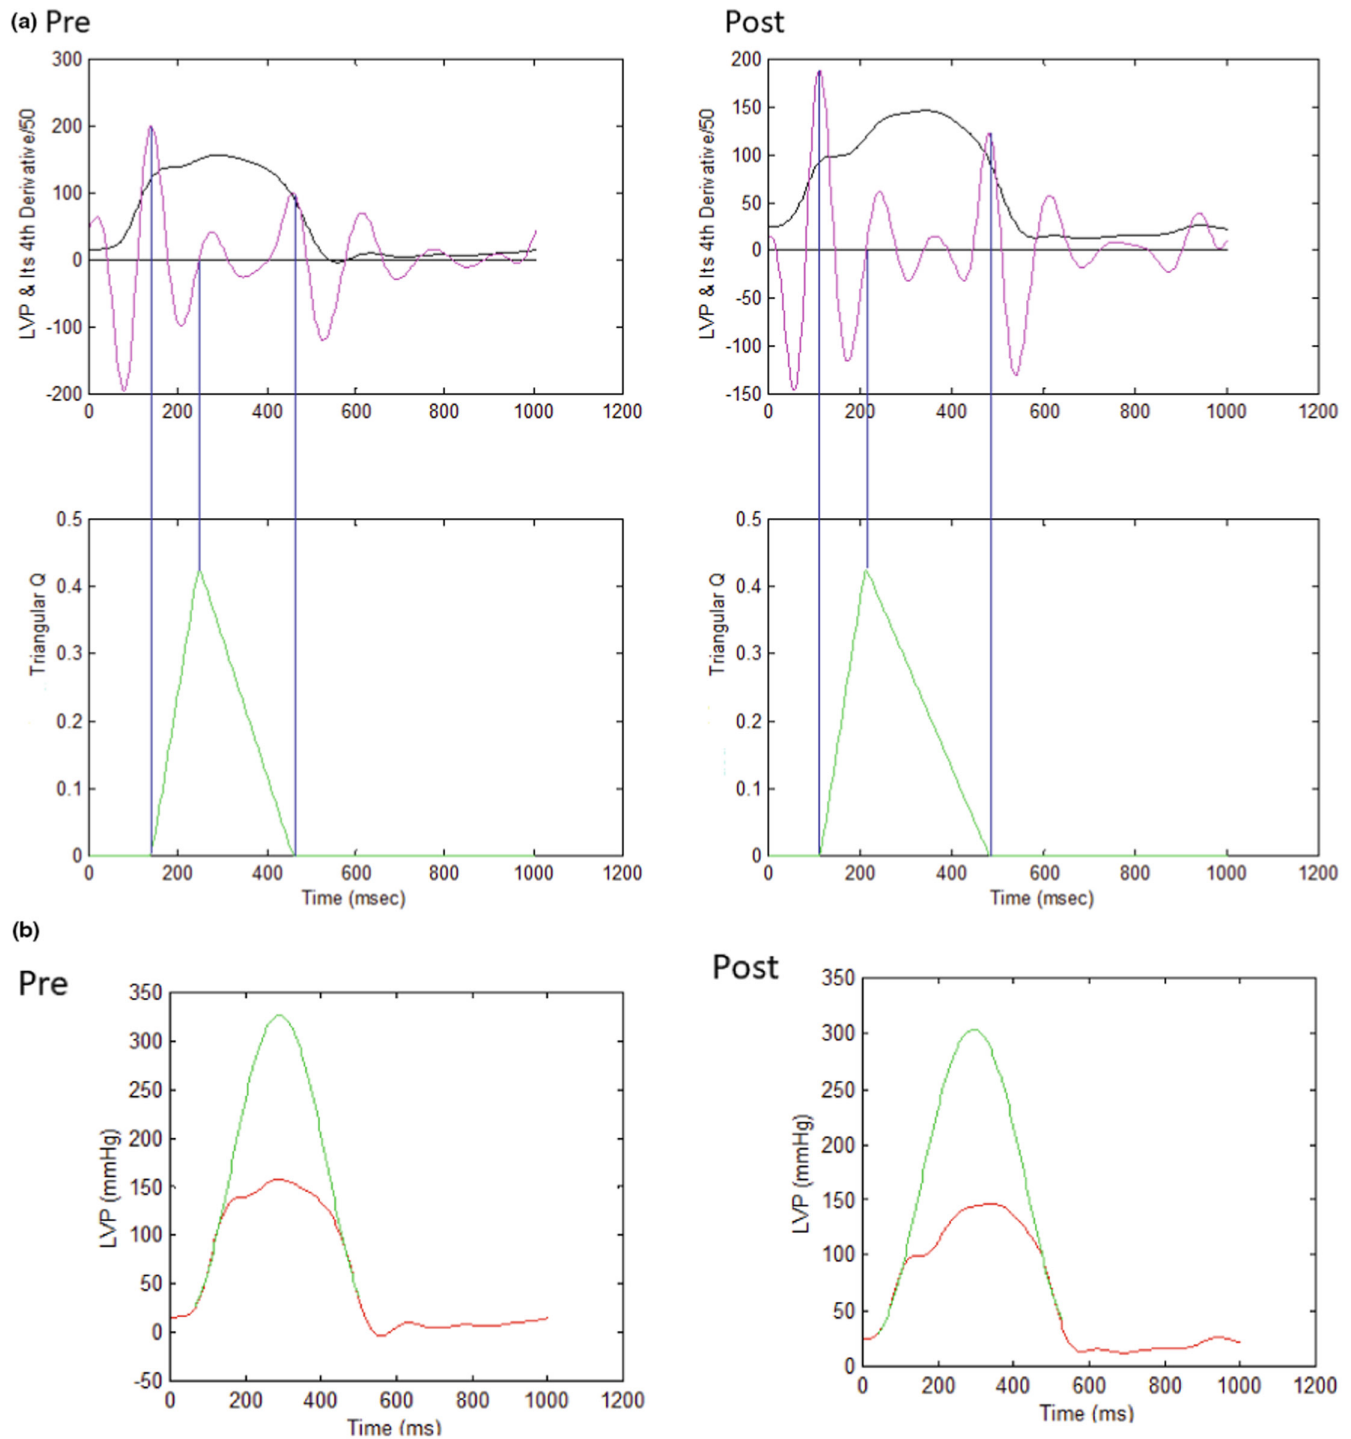 (a) Pre
Post
LVP & Its 4th Derivative/50
300
200
100
0
-100
-200
0 200 400 600 800 1000 1200
LVP & Its 4th Derivative/50
200
150
100
50
0
-50
-100
-150
0 200 400 600 800 1000 1200
Triangular Q
0.5
0.4
0.3
0.2
0.1
0
0 200 400 600 800 1000 1200
Time (msec)
Triangular Q
0.5
0.4
0.3
0.2
0.1
0
0 200 400 600 800 1000 1200
Time (msec)
(b)
Pre
Post
LVP (mmHg)
350
300
250
200
150
100
50
0
-50
0 200 400 600 800 1000 1200
Time (ms)
LVP (mmHg)
350
300
250
200
150
100
50
0
0 200 400 600 800 1000 1200
Time (ms)